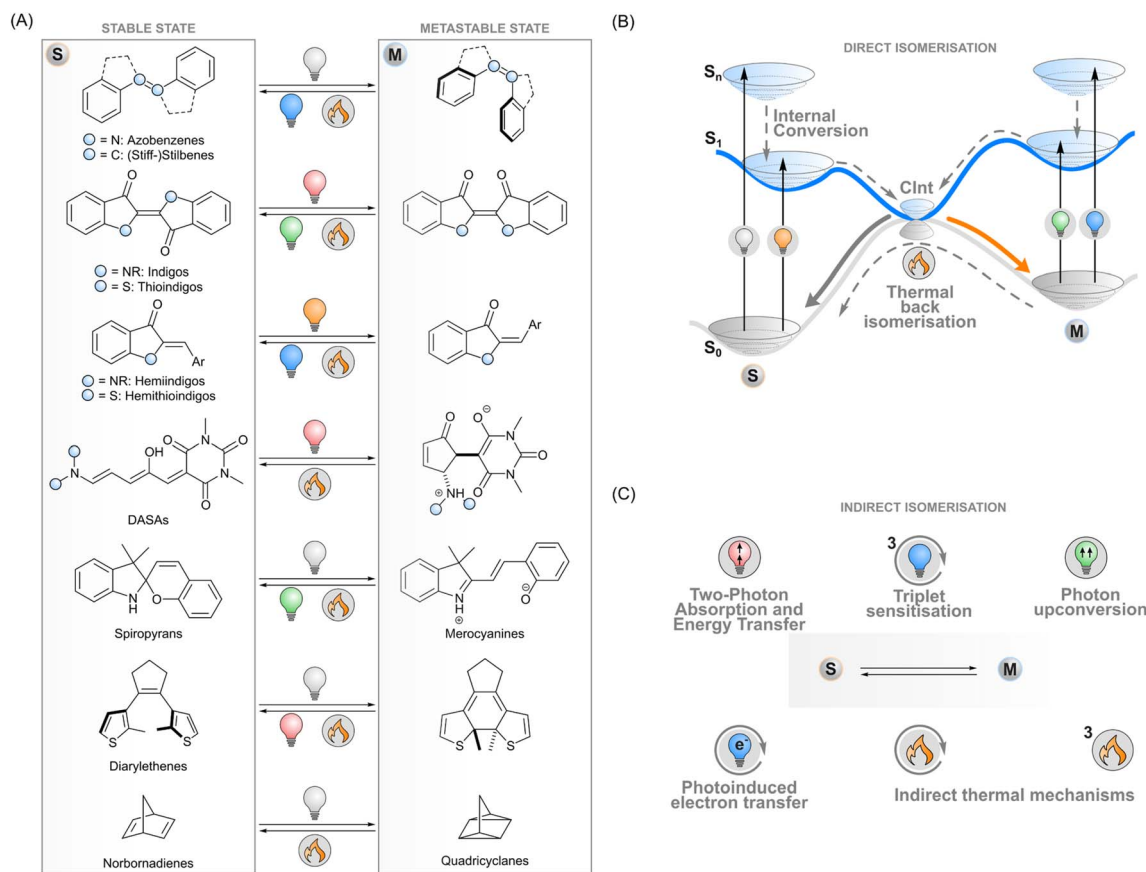 (A)
STABLE STATE
METASTABLE STATE
S
M
= N: Azobenzenes
= C: (Stiff-)Stilbenes
O
O
O
O
= NR: Indigos
= S: Thioindigos
O
Ar
O
Ar
= NR: Hemiindigos
= S: Hemithioindigos
N
OH
O
N
O
N
O
DASAs
O
O⊖
N
O
N
O
NH
⊕
N
H
O
Spiropyrans
N
H
⊕
O
⊖
Merocyanines
S
S
Diarylethenes
S
S
Norbornadienes
Quadricyclanes
(B)
DIRECT ISOMERISATION
Sn
Internal
Conversion
S1
CInt
Thermal
back
isomerisation
S0
S
M
(C)
INDIRECT ISOMERISATION
Two-Photon
Absorption and
Energy Transfer
3
Triplet
sensitisation
Photon
upconversion
S
M
e-
Photoinduced
electron transfer
3
Indirect thermal mechanisms